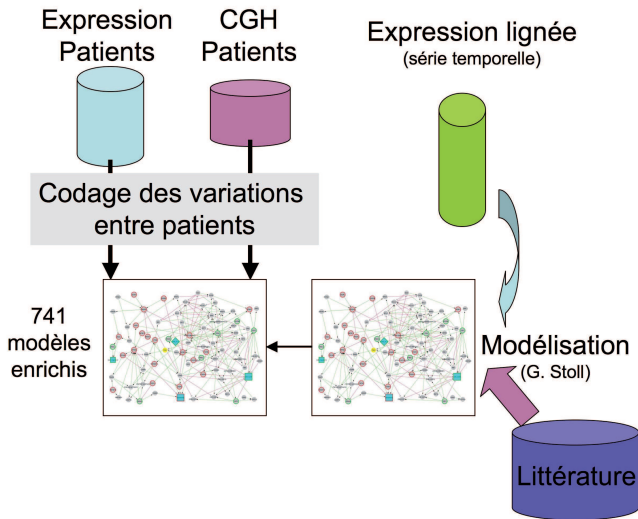 Expression
Patients
CGH
Patients
Expression lignée
(série temporelle)
Codage des variations
entre patients
741
modèles
enrichis
Modélisation
(G. Stoll)
Littérature